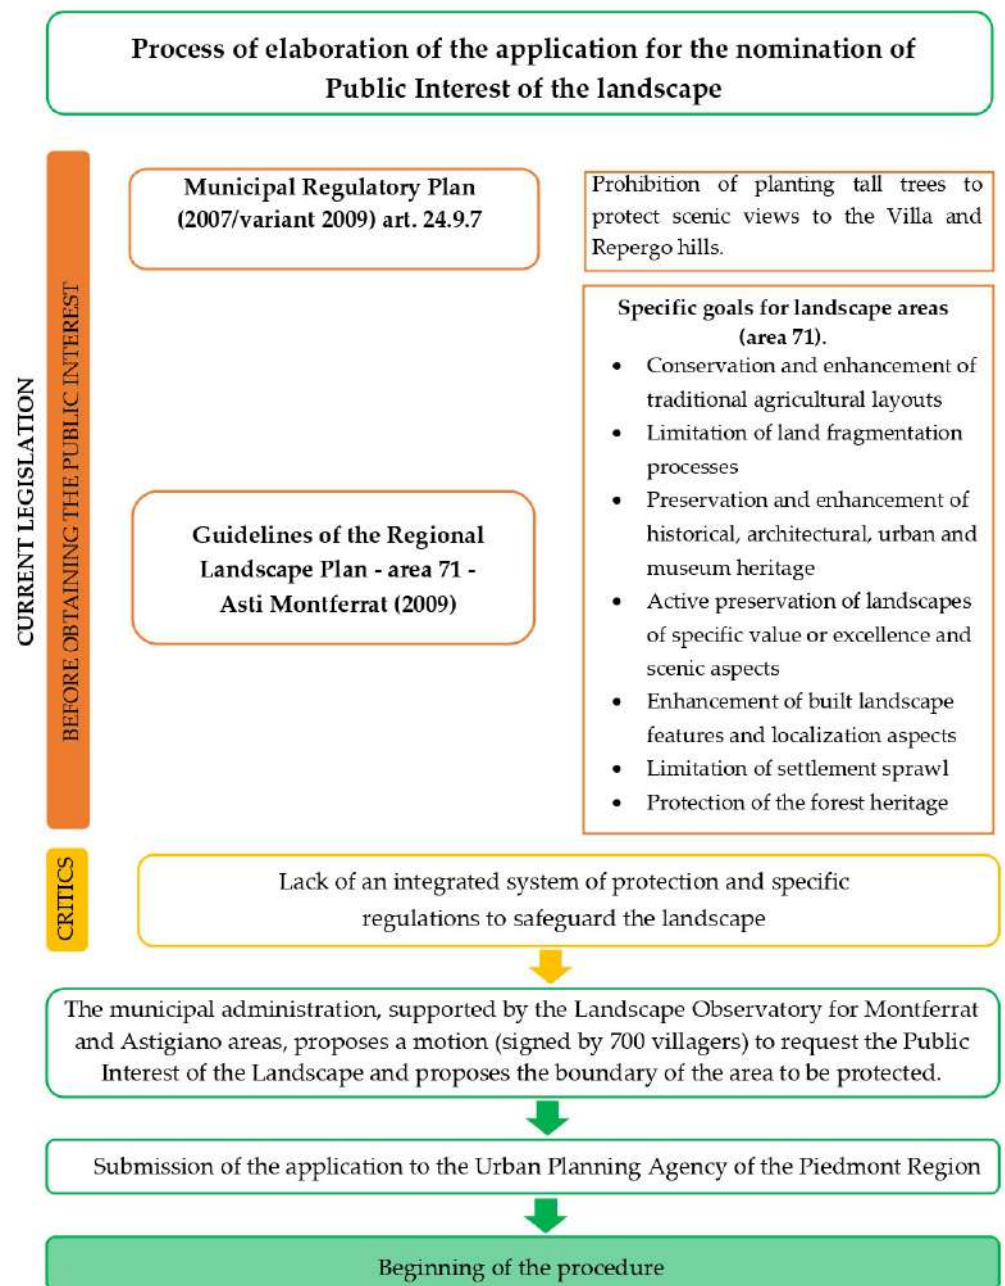 Process of elaboration of the application for the nomination of
Public Interest of the landscape
CURRENT LEGISLATION
BEFORE OBTAINING THE PUBLIC INTEREST
Municipal Regulatory Plan
(2007/variant 2009) art. 24.9.7
Prohibition of planting tall trees to
protect scenic views to the Villa and
Repergo hills.
Guidelines of the Regional
Landscape Plan - area 71 -
Asti Montferrat (2009)
Specific goals for landscape areas
(area 71).
• Conservation and enhancement of
traditional agricultural layouts
• Limitation of land fragmentation
processes
• Preservation and enhancement of
historical, architectural, urban and
museum heritage
• Active preservation of landscapes
of specific value or excellence and
scenic aspects
• Enhancement of built landscape
features and localization aspects
• Limitation of settlement sprawl
• Protection of the forest heritage
CRITICS
Lack of an integrated system of protection and specific
regulations to safeguard the landscape
The municipal administration, supported by the Landscape Observatory for Montferrat
and Astigiano areas, proposes a motion (signed by 700 villagers) to request the Public
Interest of the Landscape and proposes the boundary of the area to be protected.
Submission of the application to the Urban Planning Agency of the Piedmont Region
Beginning of the procedure